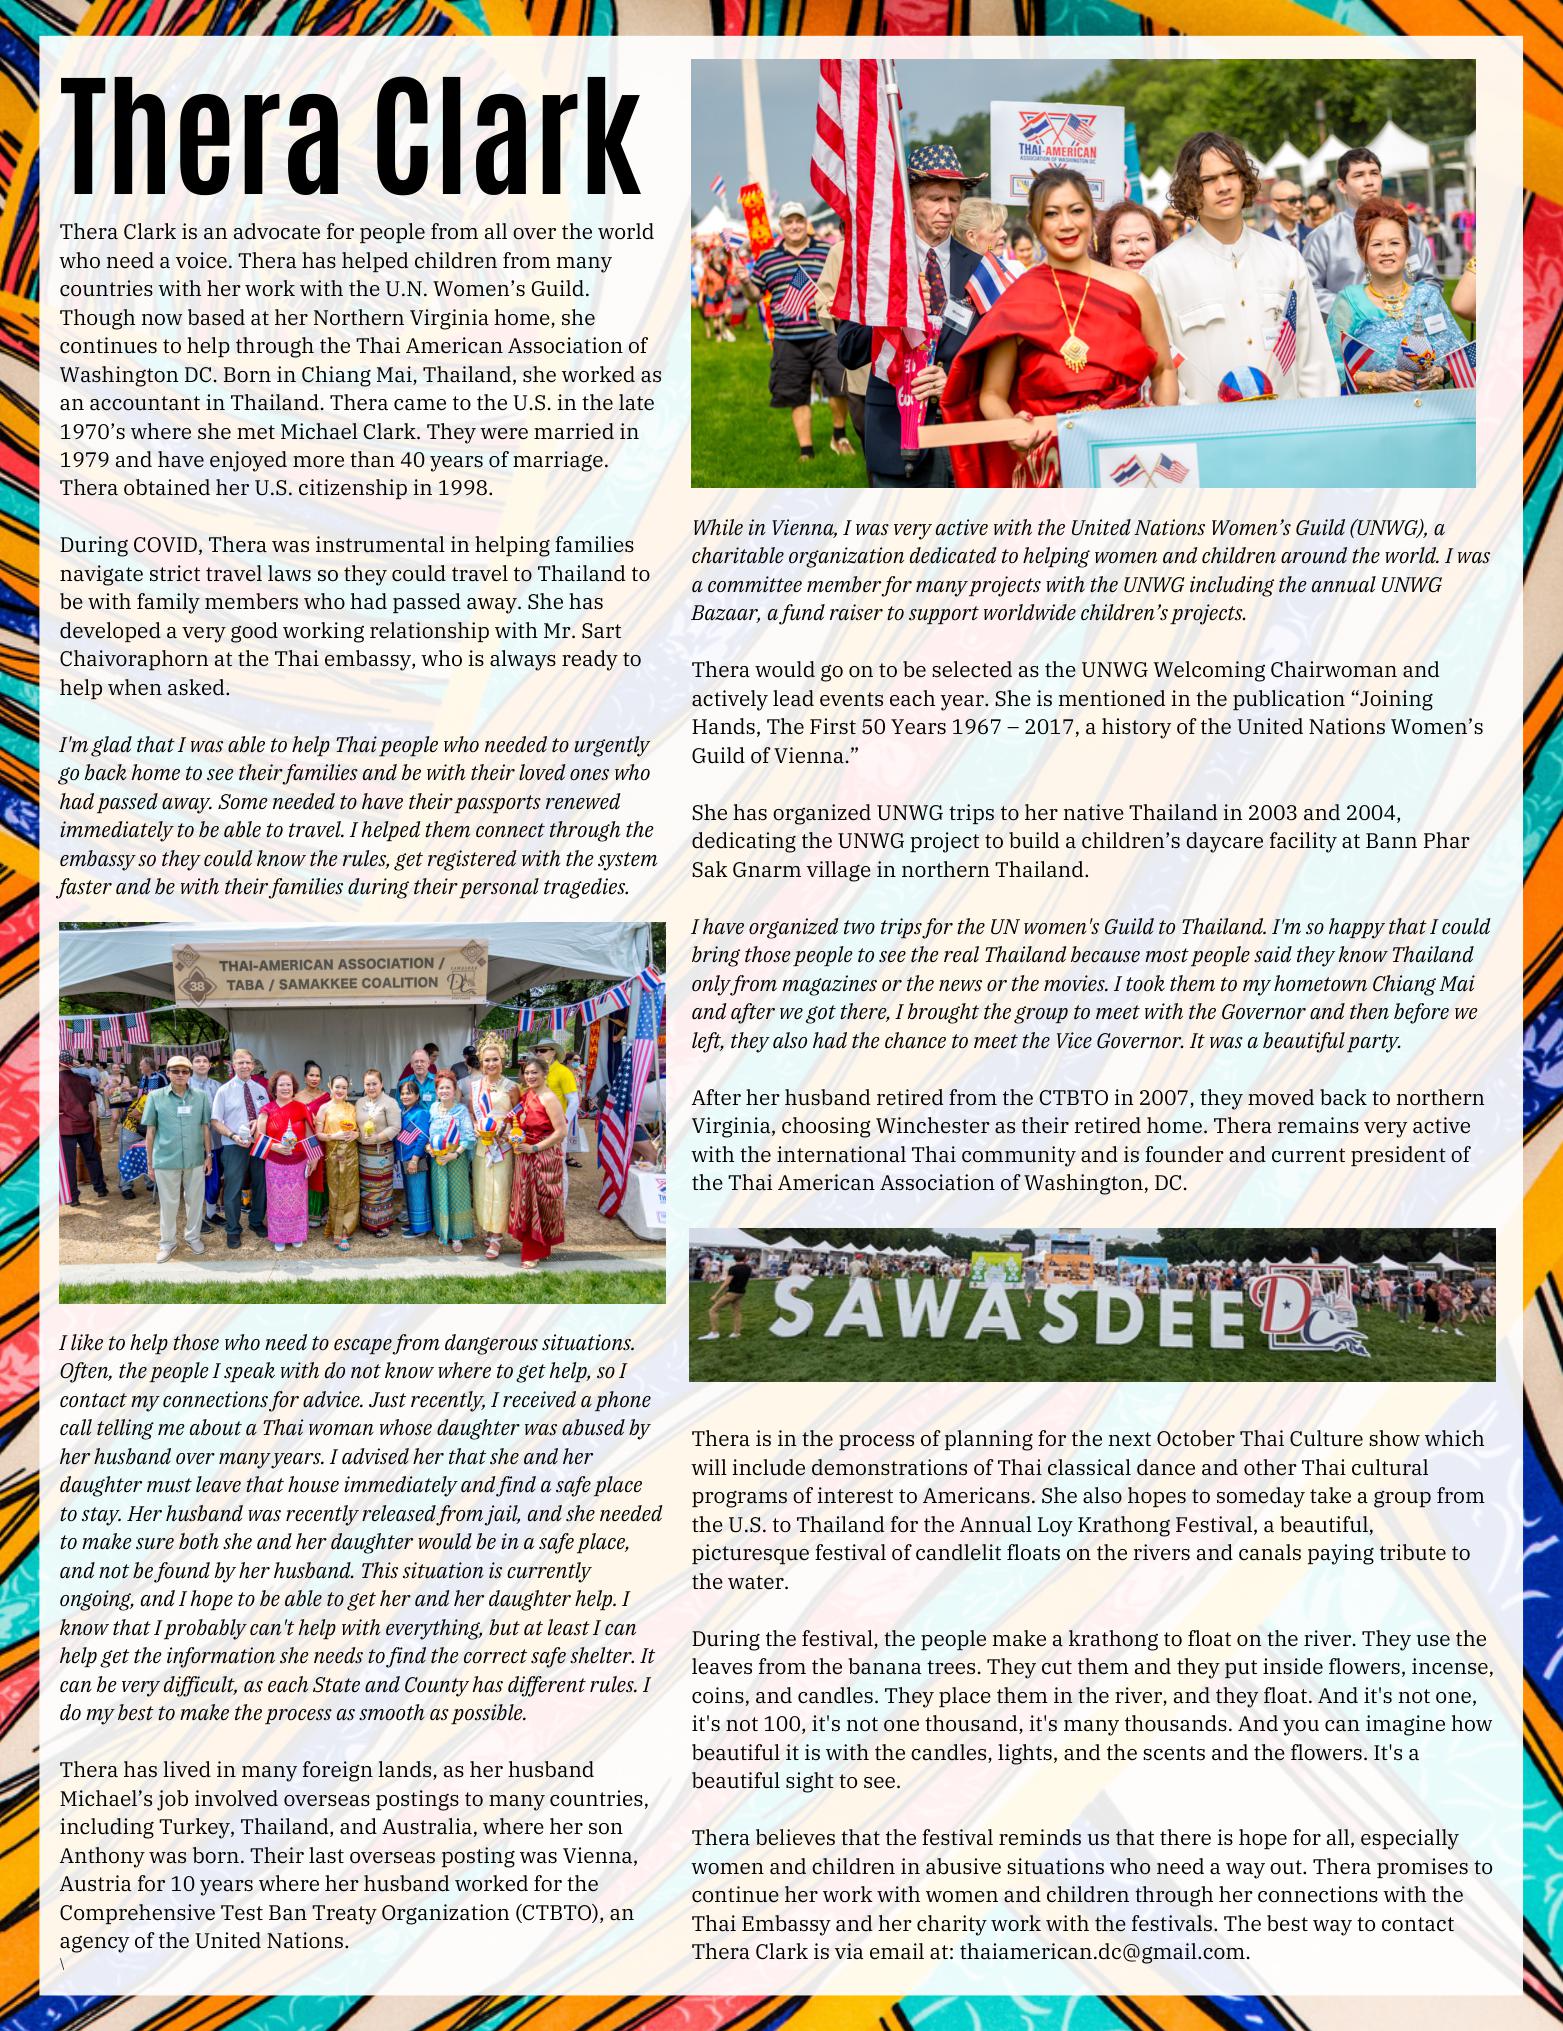 Thera Clark
Thera Clark is an advocate for people from all over the world
who need a voice. Thera has helped children from many
countries with her work with the U.N. Women’s Guild.
Though now based at her Northern Virginia home, she
continues to help through the Thai American Association of
Washington DC. Born in Chiang Mai, Thailand, she worked as
an accountant in Thailand. Thera came to the U.S. in the late
1970’s where she met Michael Clark. They were married in
1979 and have enjoyed more than 40 years of marriage.
Thera obtained her U.S. citizenship in 1998.
During COVID, Thera was instrumental in helping families
navigate strict travel laws so they could travel to Thailand to
be with family members who had passed away. She has
developed a very good working relationship with Mr. Sart
Chaivoraphorn at the Thai embassy, who is always ready to
help when asked.
I'm glad that I was able to help Thai people who needed to urgently
go back home to see their families and be with their loved ones who
had passed away. Some needed to have their passports renewed
immediately to be able to travel. I helped them connect through the
embassy so they could know the rules, get registered with the system
faster and be with their families during their personal tragedies.
THAI-AMERICAN ASSOCIATION /
TABA / SAMAKKEE COALITION
38
SAWASDEE
DC
I like to help those who need to escape from dangerous situations.
Often, the people I speak with do not know where to get help, so I
contact my connections for advice. Just recently, I received a phone
call telling me about a Thai woman whose daughter was abused by
her husband over many years. I advised her that she and her
daughter must leave that house immediately and find a safe place
to stay. Her husband was recently released from jail, and she needed
to make sure both she and her daughter would be in a safe place,
and not be found by her husband. This situation is currently
ongoing, and I hope to be able to get her and her daughter help. I
know that I probably can't help with everything, but at least I can
help get the information she needs to find the correct safe shelter. It
can be very difficult, as each State and County has different rules. I
do my best to make the process as smooth as possible.
Thera has lived in many foreign lands, as her husband
Michael’s job involved overseas postings to many countries,
including Turkey, Thailand, and Australia, where her son
Anthony was born. Their last overseas posting was Vienna,
Austria for 10 years where her husband worked for the
Comprehensive Test Ban Treaty Organization (CTBTO), an
agency of the United Nations.
\
THAI-AMERICAN
ASSOCIATION OF WASHINGTON DC
While in Vienna, I was very active with the United Nations Women’s Guild (UNWG), a
charitable organization dedicated to helping women and children around the world. I was
a committee member for many projects with the UNWG including the annual UNWG
Bazaar, a fund raiser to support worldwide children’s projects.
Thera would go on to be selected as the UNWG Welcoming Chairwoman and
actively lead events each year. She is mentioned in the publication “Joining
Hands, The First 50 Years 1967 – 2017, a history of the United Nations Women’s
Guild of Vienna.”
She has organized UNWG trips to her native Thailand in 2003 and 2004,
dedicating the UNWG project to build a children’s daycare facility at Bann Phar
Sak Gnarm village in northern Thailand.
I have organized two trips for the UN women's Guild to Thailand. I'm so happy that I could
bring those people to see the real Thailand because most people said they know Thailand
only from magazines or the news or the movies. I took them to my hometown Chiang Mai
and after we got there, I brought the group to meet with the Governor and then before we
left, they also had the chance to meet the Vice Governor. It was a beautiful party.
After her husband retired from the CTBTO in 2007, they moved back to northern
Virginia, choosing Winchester as their retired home. Thera remains very active
with the international Thai community and is founder and current president of
the Thai American Association of Washington, DC.
SAWASDEE DC
Thera is in the process of planning for the next October Thai Culture show which
will include demonstrations of Thai classical dance and other Thai cultural
programs of interest to Americans. She also hopes to someday take a group from
the U.S. to Thailand for the Annual Loy Krathong Festival, a beautiful,
picturesque festival of candlelit floats on the rivers and canals paying tribute to
the water.
During the festival, the people make a krathong to float on the river. They use the
leaves from the banana trees. They cut them and they put inside flowers, incense,
coins, and candles. They place them in the river, and they float. And it's not one,
it's not 100, it's not one thousand, it's many thousands. And you can imagine how
beautiful it is with the candles, lights, and the scents and the flowers. It's a
beautiful sight to see.
Thera believes that the festival reminds us that there is hope for all, especially
women and children in abusive situations who need a way out. Thera promises to
continue her work with women and children through her connections with the
Thai Embassy and her charity work with the festivals. The best way to contact
Thera Clark is via email at: thaiamerican.dc@gmail.com.